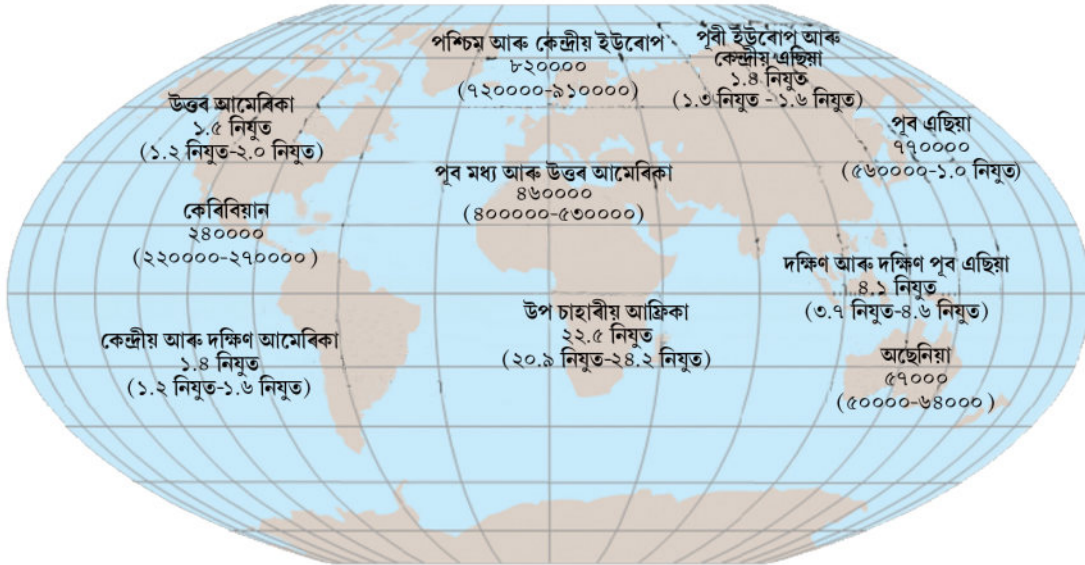 পশ্চিম আৰু কেন্দ্ৰীয় ইউৰোপ
৮২০০০০
(৭২০০০০-৯১০০০০)
পূৰ্বী ইউৰোপ আৰু
কেন্দ্ৰীয় এছিয়া
১.৪ নিযুত
(১.৩ নিযুত - ১.৬ নিযুত)
উত্তৰ আমেৰিকা
১.৫ নিযুত
(১.২ নিযুত-২.০ নিযুত)
পূব এছিয়া
৭৭০০০০
(৫৬০০০০-১.০ নিযুত)
পূব মধ্য আৰু উত্তৰ আমেৰিকা
৪৬০০০০
(৪০০০০০-৫৩০০০০)
কেৰিবিয়ান
২৪০০০০
(২২০০০০-২৭০০০০)
দক্ষিণ আৰু দক্ষিণ পূব এছিয়া
৪.১ নিযুত
(৩.৭ নিযুত-৪.৬ নিযুত)
উপ চাহাৰীয় আফ্ৰিকা
২২.৫ নিযুত
(২০.৯ নিযুত-২৪.২ নিযুত)
কেন্দ্ৰীয় আৰু দক্ষিণ আমেৰিকা
১.৪ নিযুত
(১.২ নিযুত-১.৬ নিযুত)
অছেনিয়া
৫৭০০০
(৫০০০০-৬৪০০০)